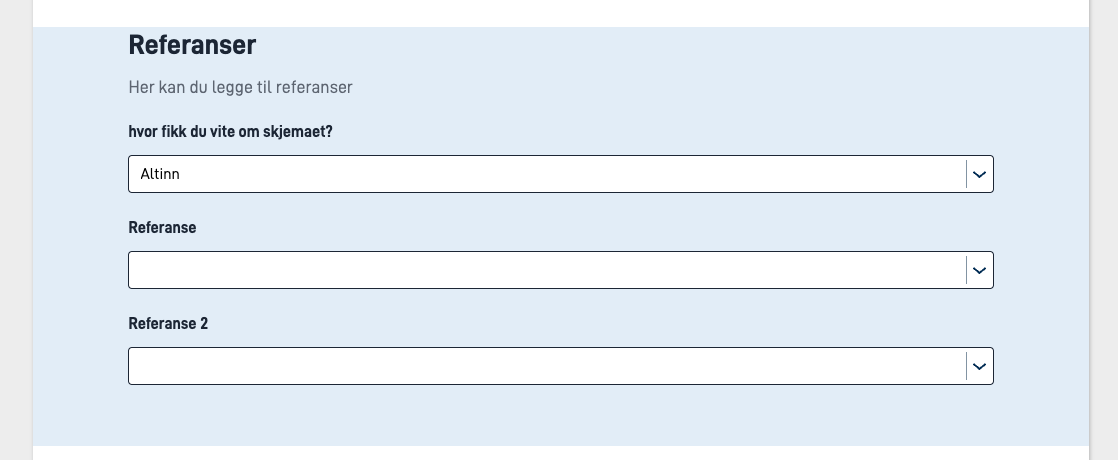 Referanser
Her kan du legge til referanser
hvor fikk du vite om skjemaet?
Altinn
Referanse
Referanse 2